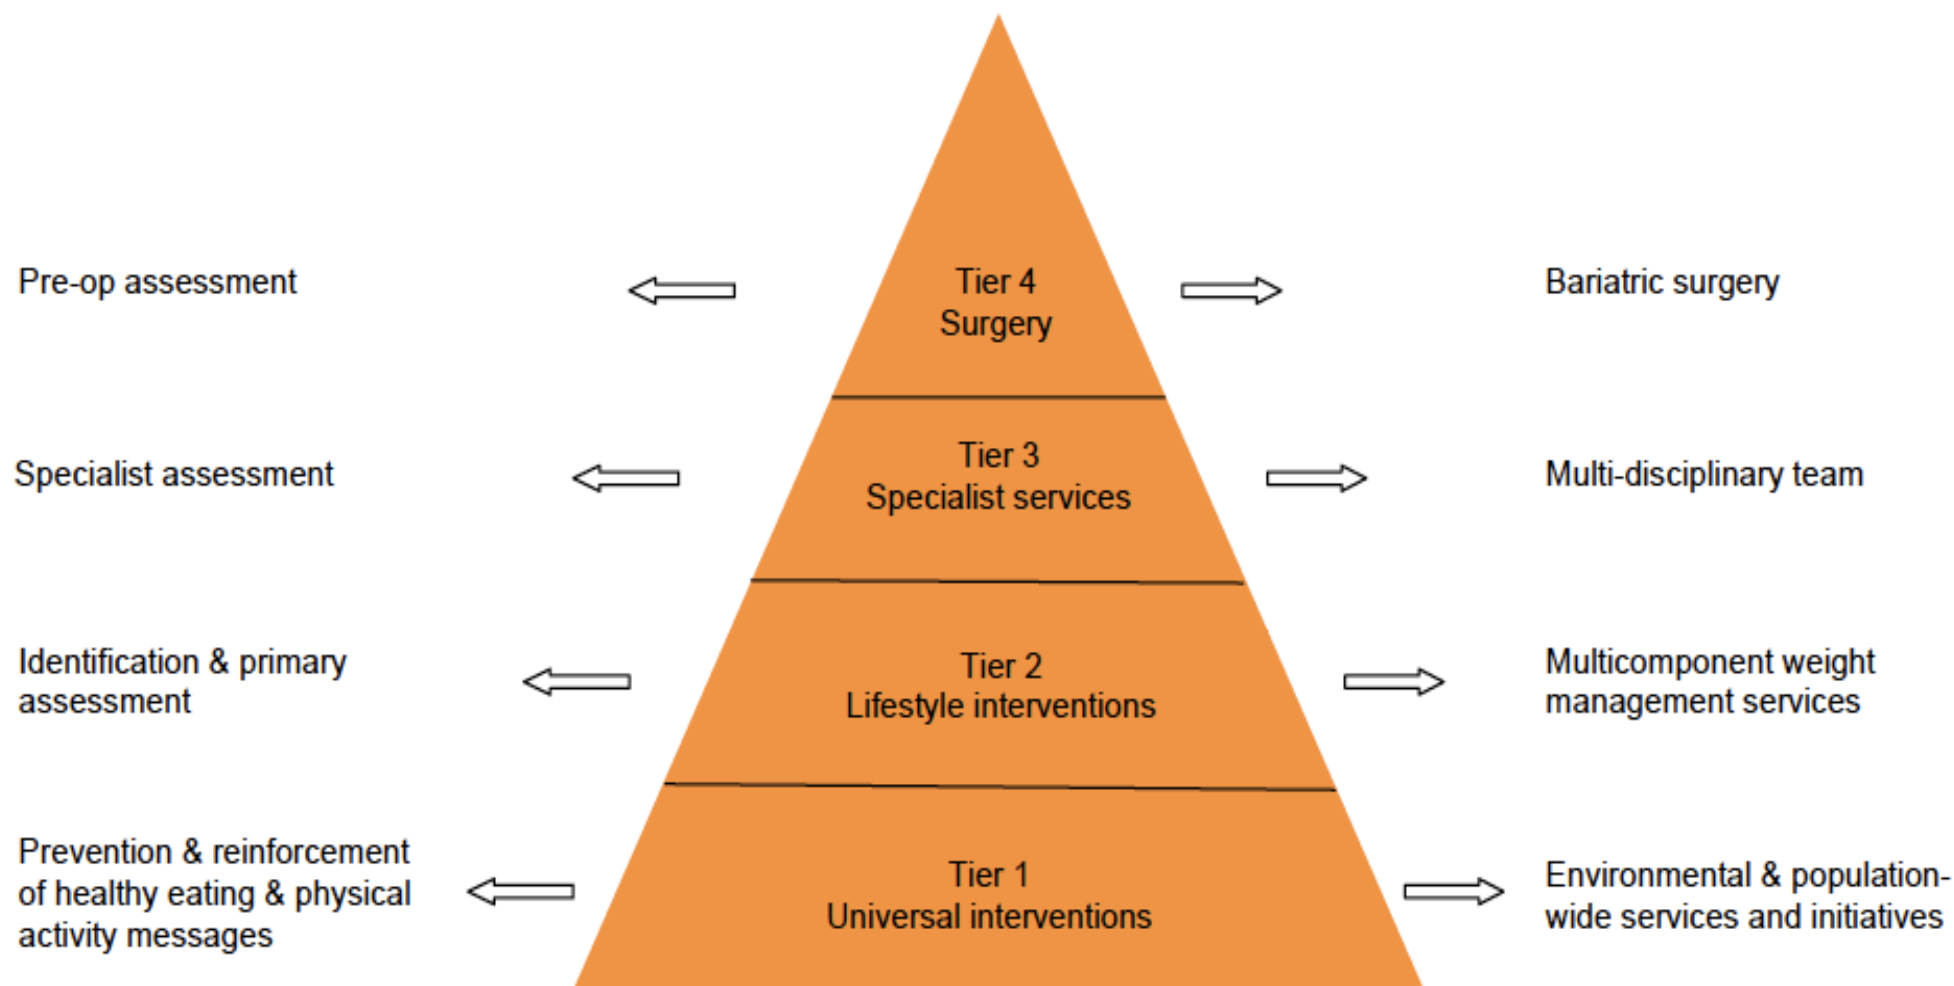 Pre-op assessment
Tier 4
Surgery
Bariatric surgery
Specialist assessment
Tier 3
Specialist services
Multi-disciplinary team
Identification & primary
assessment
Tier 2
Lifestyle interventions
Multicomponent weight
management services
Prevention & reinforcement
of healthy eating & physical
activity messages
Tier 1
Universal interventions
Environmental & population-
wide services and initiatives